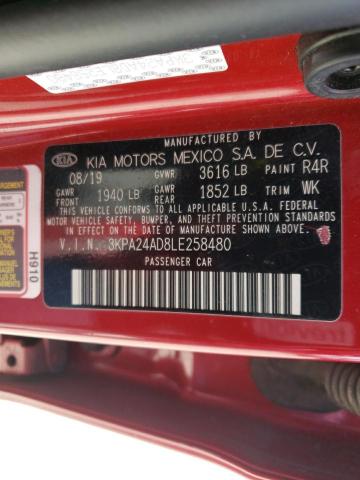 MANUFACTURED BY
KIA KIA MOTORS MEXICO S.A. DE C.V.
08/19 GVWR 3616 LB PAINT R4R
GAWR FRONT 1940 LB GAWR REAR 1852 LB TRIM WK
THIS VEHICLE CONFORMS TO ALL APPLICABLE U.S.A. FEDERAL
MOTOR VEHICLE SAFETY, BUMPER, AND THEFT PREVENTION STANDARDS
IN EFFECT ON THE DATE OF MANUFACTURE SHOWN ABOVE.
V.I.N. 3KPA24AD8LE258480
PASSENGER CAR
H910